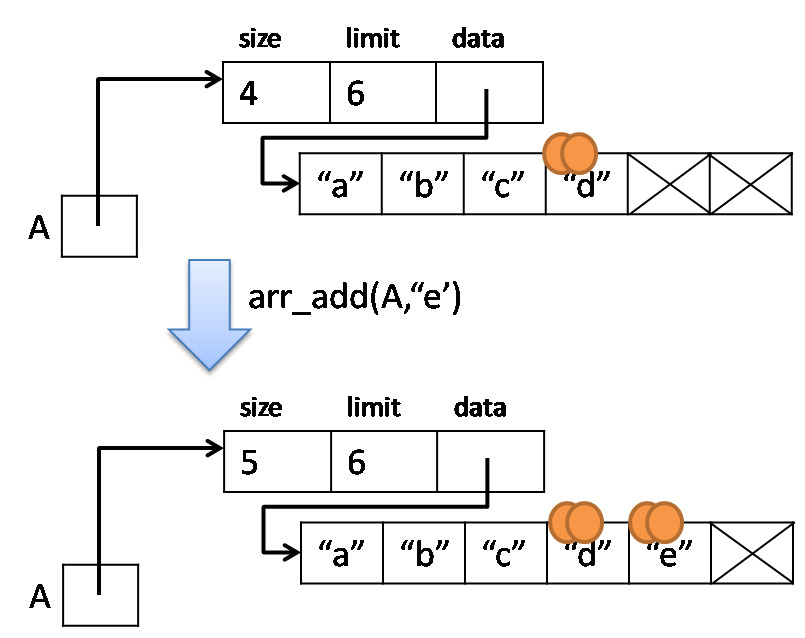 size limit data
4 6
“a” “b” “c” “d”
A
arr_add(A,“e’)
size limit data
5 6
“a” “b” “c” “d” “e”
A